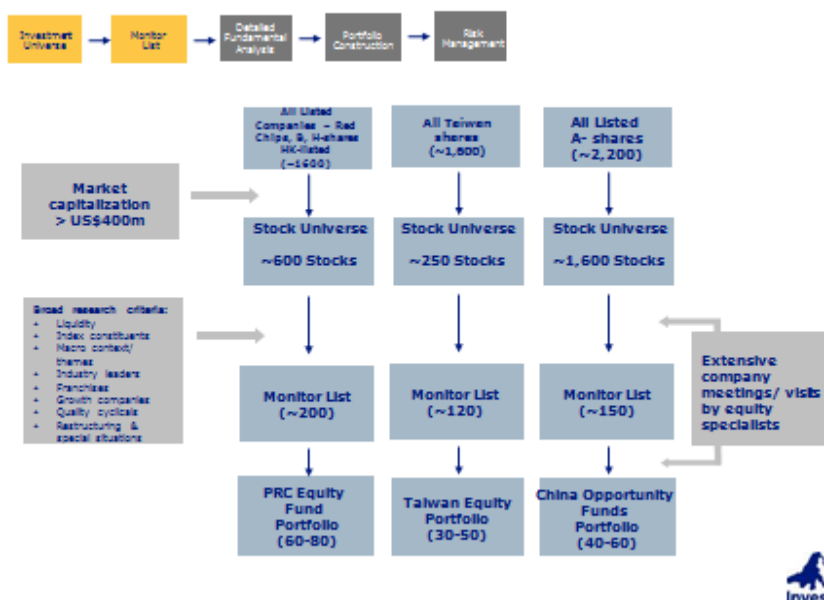 Investmet
Universe
Monitor
List
Detailed
Fundamental
Analysis
Portfolio
Construction
Risk
Management
All Listed
Companies – Red
Chips, B, H-shares
HK-listed
(~1600)
All Taiwan
shares
(~1,600)
All Listed
A- shares
(~2,200)
Market
capitalization
> US$400m
Stock Universe
~600 Stocks
Stock Universe
~250 Stocks
Stock Universe
~1,600 Stocks
Broad research criteria:
+ Liquidity
+ Index constituents
+ Macro context/
themes
+ Industry leaders
+ Franchises
+ Growth companies
+ Quality cyclicals
+ Restructuring &
special situations
Extensive
company
meetings/ visits
by equity
specialists
Monitor List
(~200)
Monitor List
(~120)
Monitor List
(~150)
PRC Equity
Fund
Portfolio
(60-80)
Taiwan Equity
Portfolio
(30-50)
China Opportunity
Funds
Portfolio
(40-60)
Inves